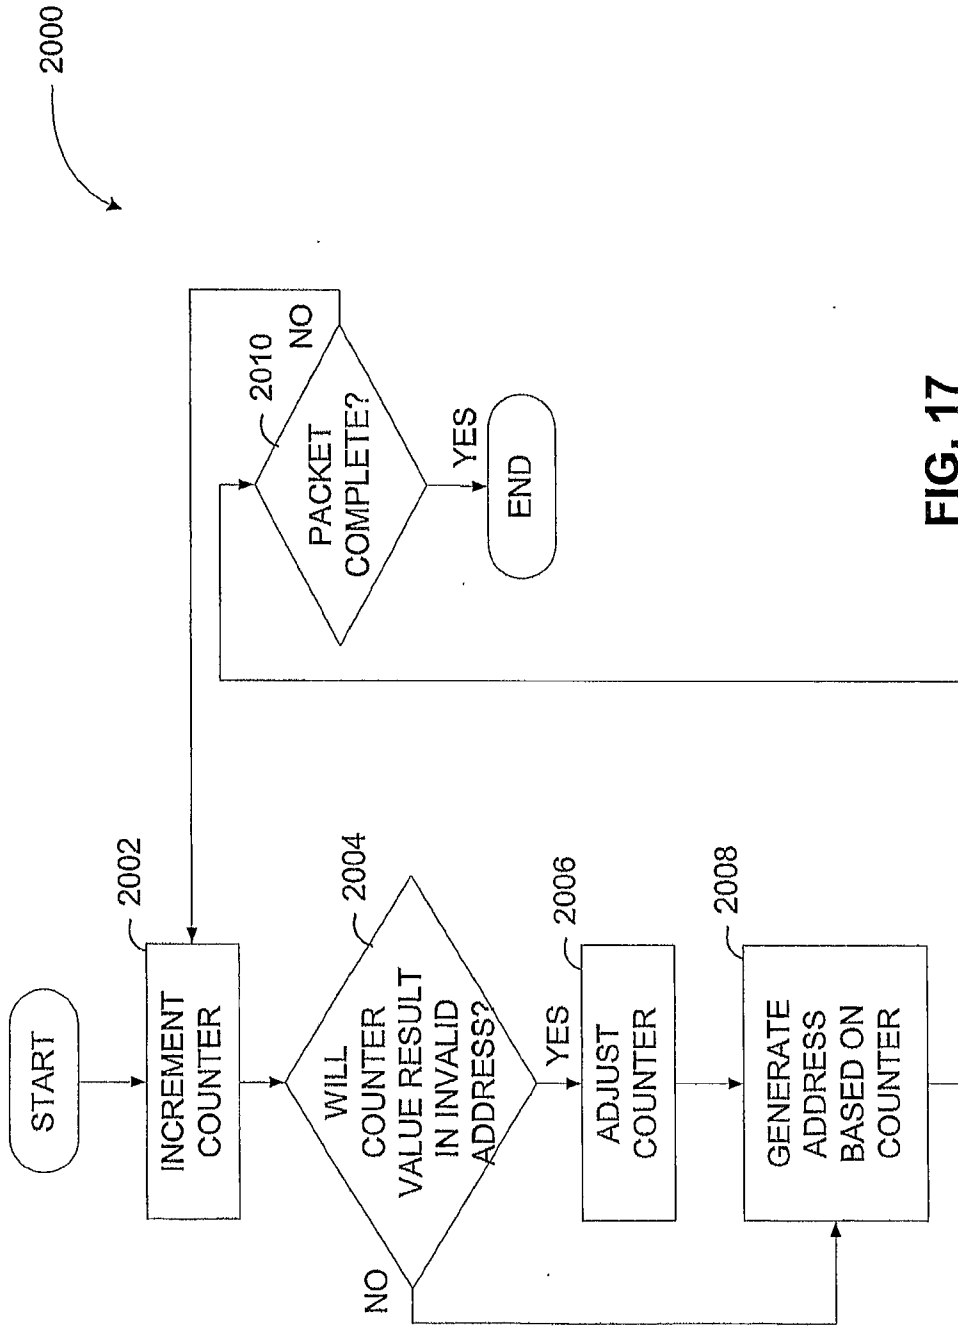 2000
START
2002
INCREMENT
COUNTER
2004
WILL
COUNTER
VALUE RESULT
IN INVALID
ADDRESS?
NO
YES
2006
ADJUST
COUNTER
2008
GENERATE
ADDRESS
BASED ON
COUNTER
2010
PACKET
COMPLETE?
NO
YES
END
FIG. 17